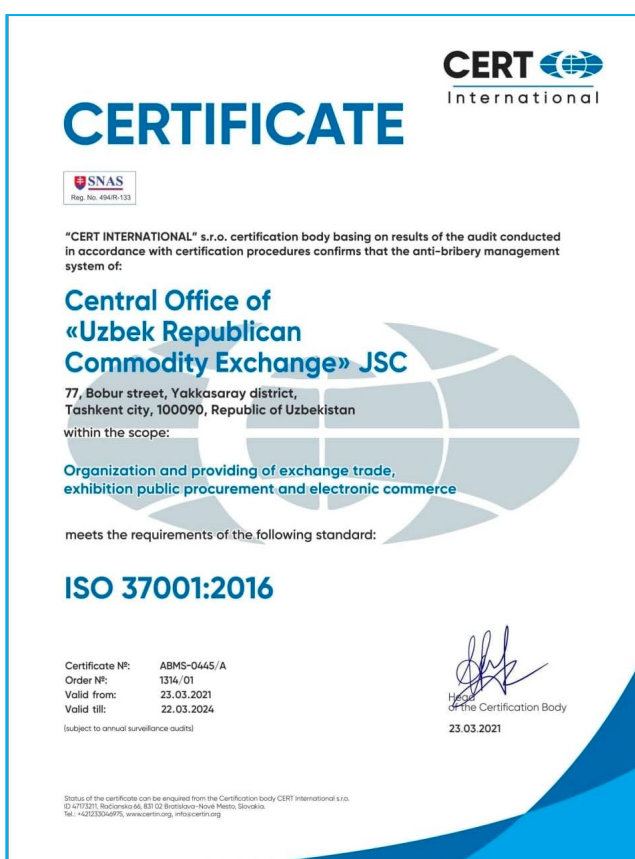 CERT
International
CERTIFICATE
SNAS
Reg. No. 494/R-133
“CERT INTERNATIONAL” s.r.o. certification body basing on results of the audit conducted
in accordance with certification procedures confirms that the anti-bribery management
system of:
Central Office of
«Uzbek Republican
Commodity Exchange» JSC
77, Bobur street, Yakkasaray district,
Tashkent city, 100090, Republic of Uzbekistan
within the scope:
Organization and providing of exchange trade,
exhibition public procurement and electronic commerce
meets the requirements of the following standard:
ISO 37001:2016
Certificate №: ABMS-0445/A
Order №: 1314/01
Valid from: 23.03.2021
Valid till: 22.03.2024
(subject to annual surveillance audits)
Head
of the Certification Body
23.03.2021
Status of the certificate can be enquired from the Certification body CERT International s.r.o.
ID 47173211, Račianska 66, 831 02 Bratislava-Nové Mesto, Slovakia.
Tel.: +421233046975, www.certin.org, info@certin.org